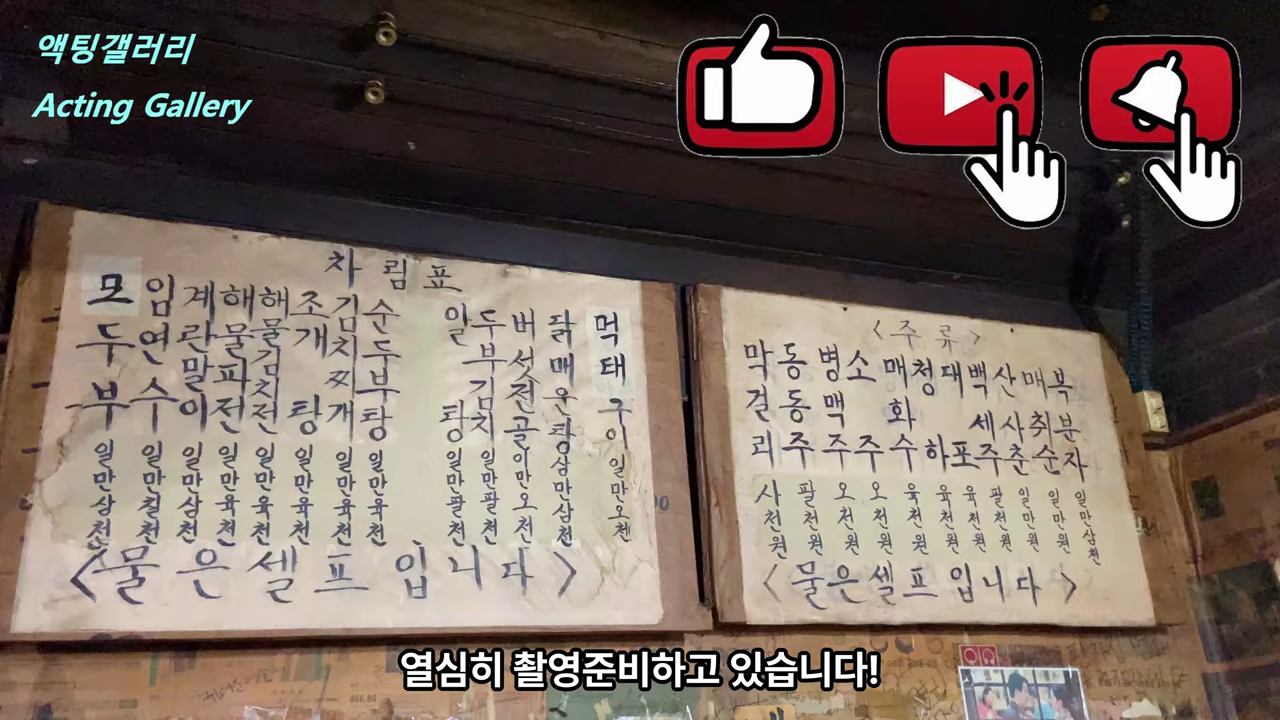 액팅갤러리
Acting Gallery
차림표
모두부 일만삼천
임연수 일만칠천
계란말이 일만삼천
해물파전 일만육천
해물김치전 일만육천
조개탕 일만육천
김치찌개 일만육천
순두부탕 일만육천
알탕 일만팔천
두부김치 일만팔천
버섯전골 이만오천
닭매운탕 삼만삼천
먹태구이 일만오천
<물은 셀프입니다>
<주류>
막걸리 사천원
동동주 팔천원
병맥주 오천원
소주 오천원
매화수 육천원
청하 육천원
대포 육천원
백세주 팔천원
산사춘 일만원
매취순 일만원
복분자 일만삼천
<물은셀프입니다>
열심히 촬영준비하고 있습니다!